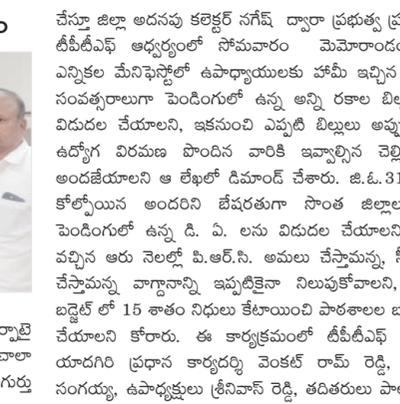 చేస్తూ జిల్లా అదనపు కలెక్టర్ నగేష్ ద్వారా ప్రభుత్వ
టీపీటీఎఫ్ ఆధ్వర్యంలో సోమవారం మెమోరాండం
ఎన్నికల మేనిఫెస్టోలో ఉపాధ్యాయులకు హామీ ఇచ్చిన
సంవత్సరాలుగా పెండింగులో ఉన్న అన్ని రకాల
విడుదల చేయాలని, ఇకనుంచి ఎప్పటి బిల్లులు
ఉద్యోగ విరమణ పొందిన వారికి ఇవ్వాల్సిన
అందజేయాలని ఆ లేఖలో డిమాండ్ చేశారు. జి.ఓ.31
కోల్పోయిన అందరిని బేషరతుగా సొంత
పెండింగులో ఉన్న డి. ఏ. లను విడుదల చేయాలని
వచ్చిన ఆరు నెలల్లో పి.ఆర్.సి. అమలు చేస్తామన్న,
చేస్తామన్న వాగ్దానాన్ని ఇప్పటికైనా నిలుపుకోవాలని,
బడ్జెట్ లో 15 శాతం నిధులు కేటాయించి పాఠశాలల
చేయాలని కోరారు. ఈ కార్యక్రమంలో టీపీటీఎఫ్
యాదగిరి ప్రధాన కార్యదర్శి వెంకట్ రామ్ రెడ్డి,
సంగయ్య, ఉపాధ్యక్షులు శ్రీనివాస్ రెడ్డి, తదితరులు
చాలా
గుర్తు